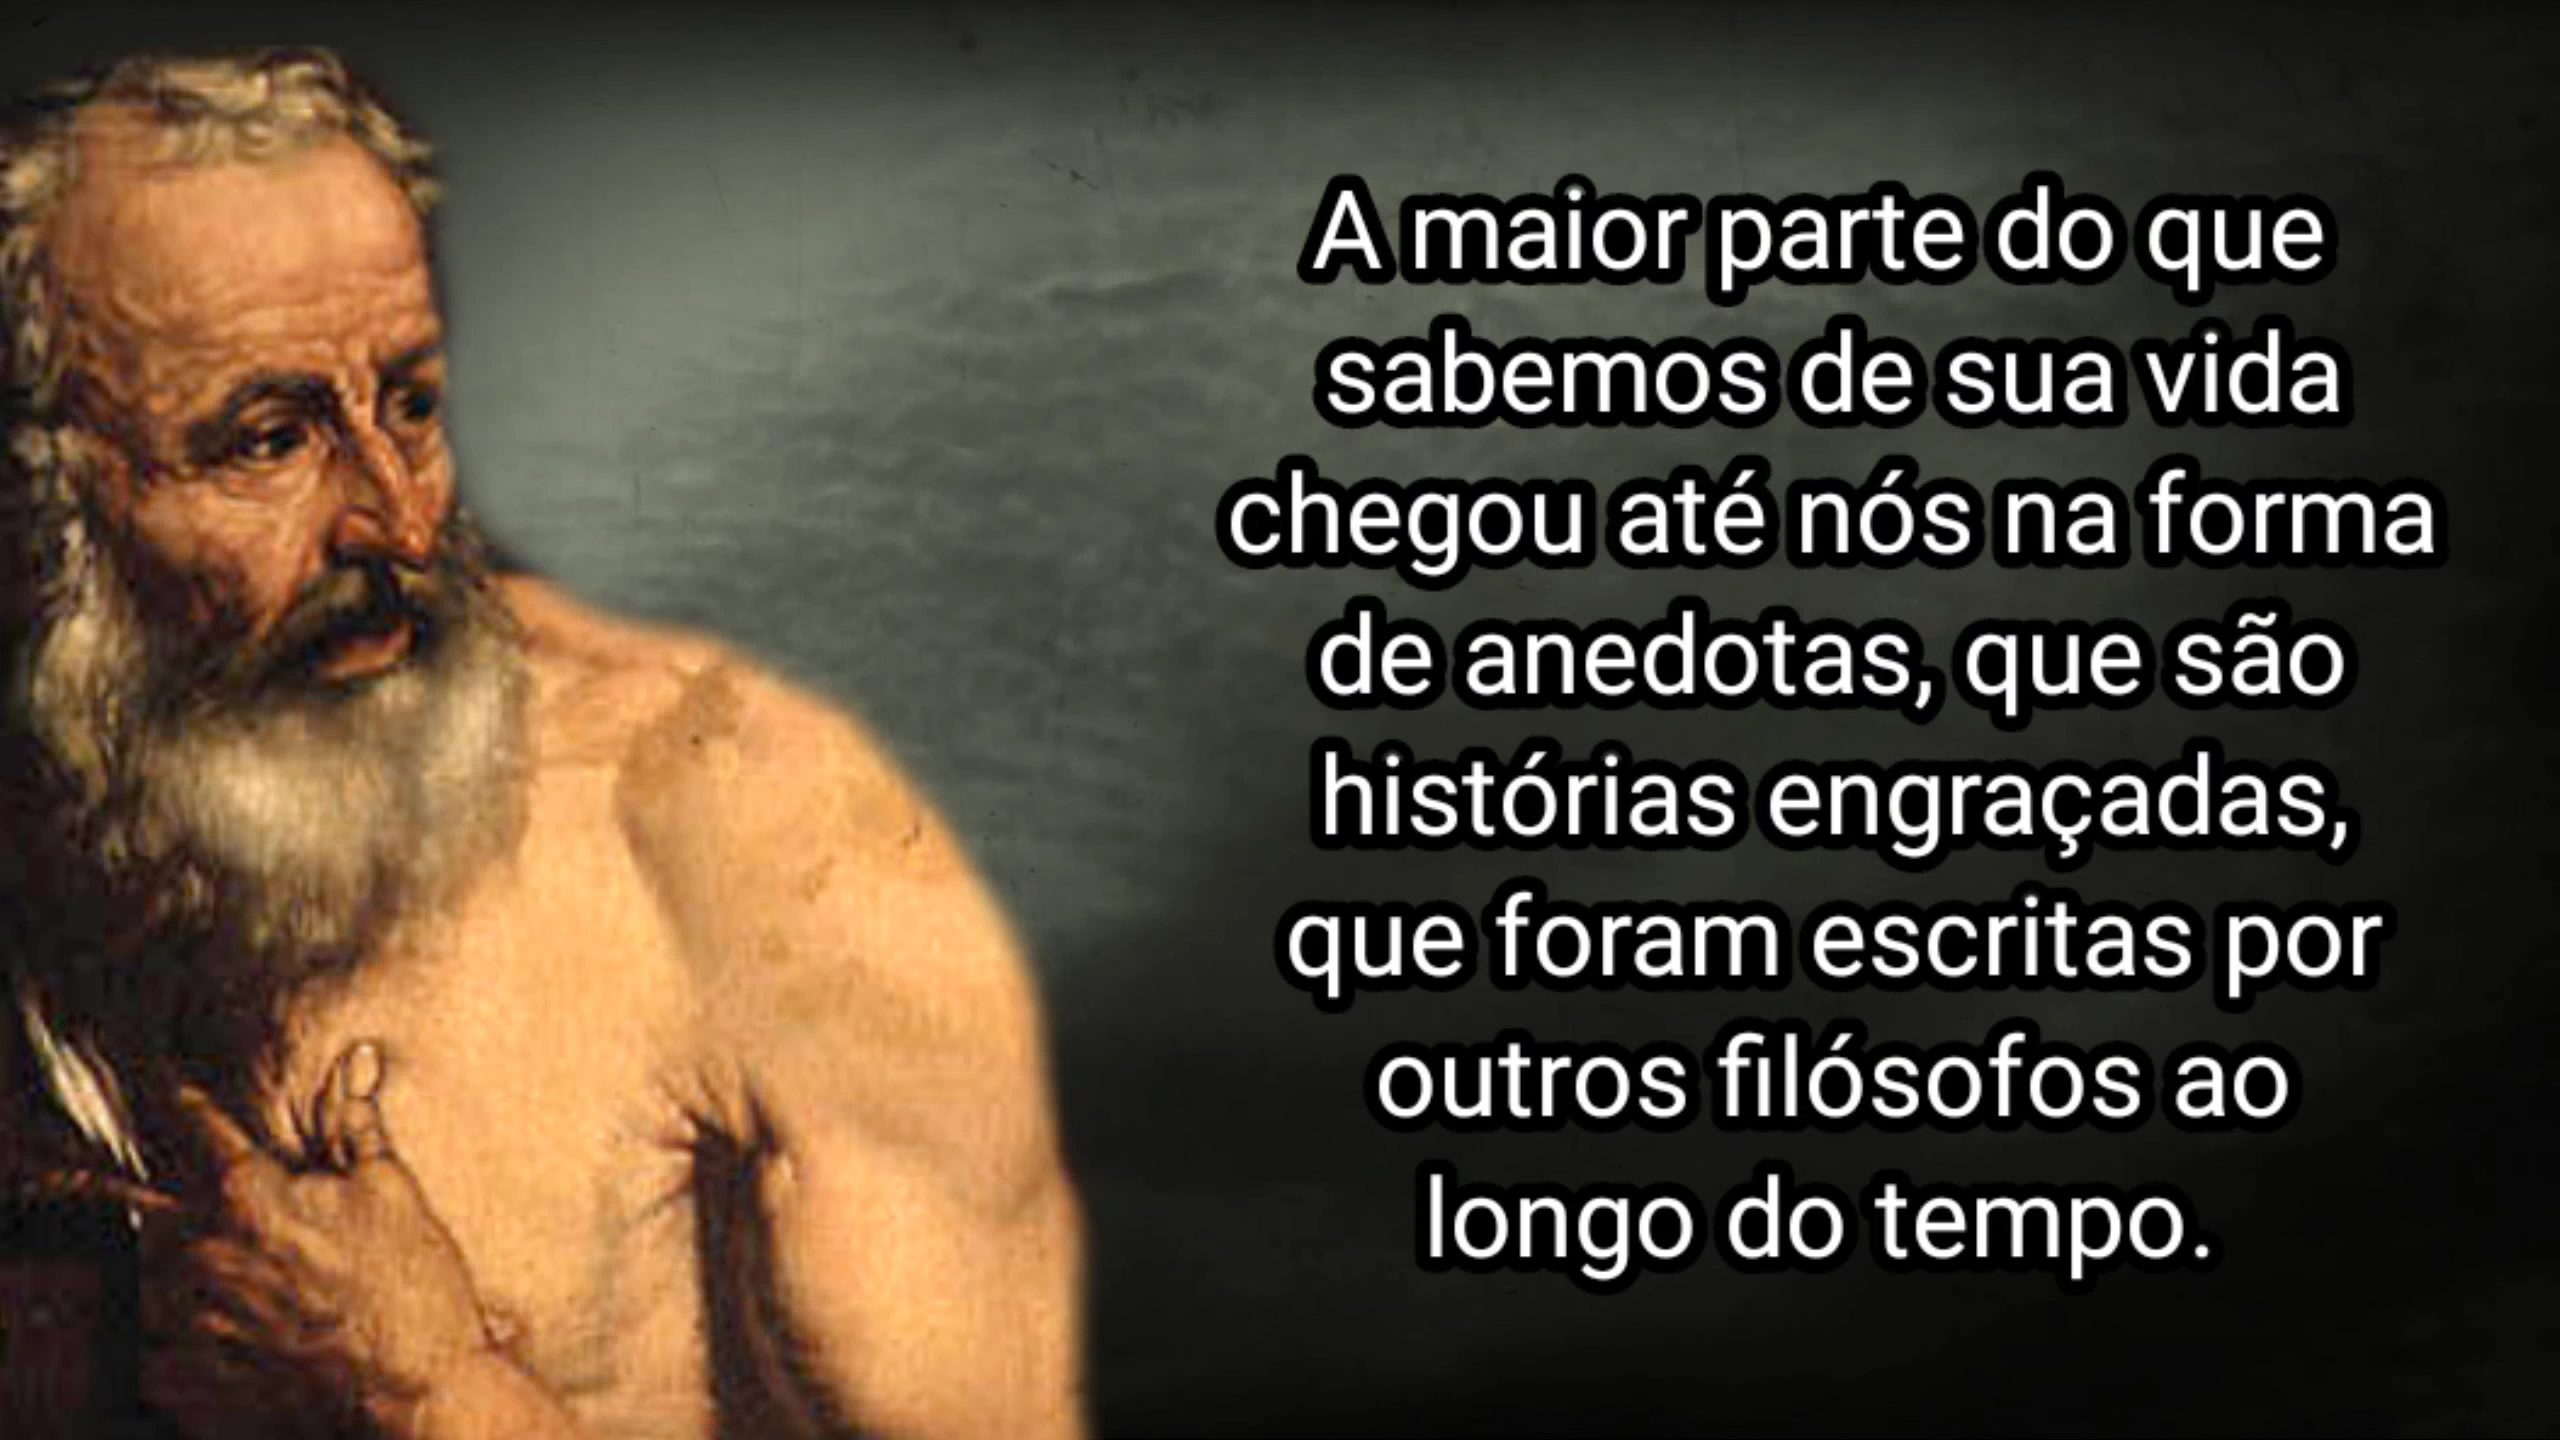 A maior parte do que
sabemos de sua vida
chegou até nós na forma
de anedotas, que são
histórias engraçadas,
que foram escritas por
outros filósofos ao
longo do tempo.